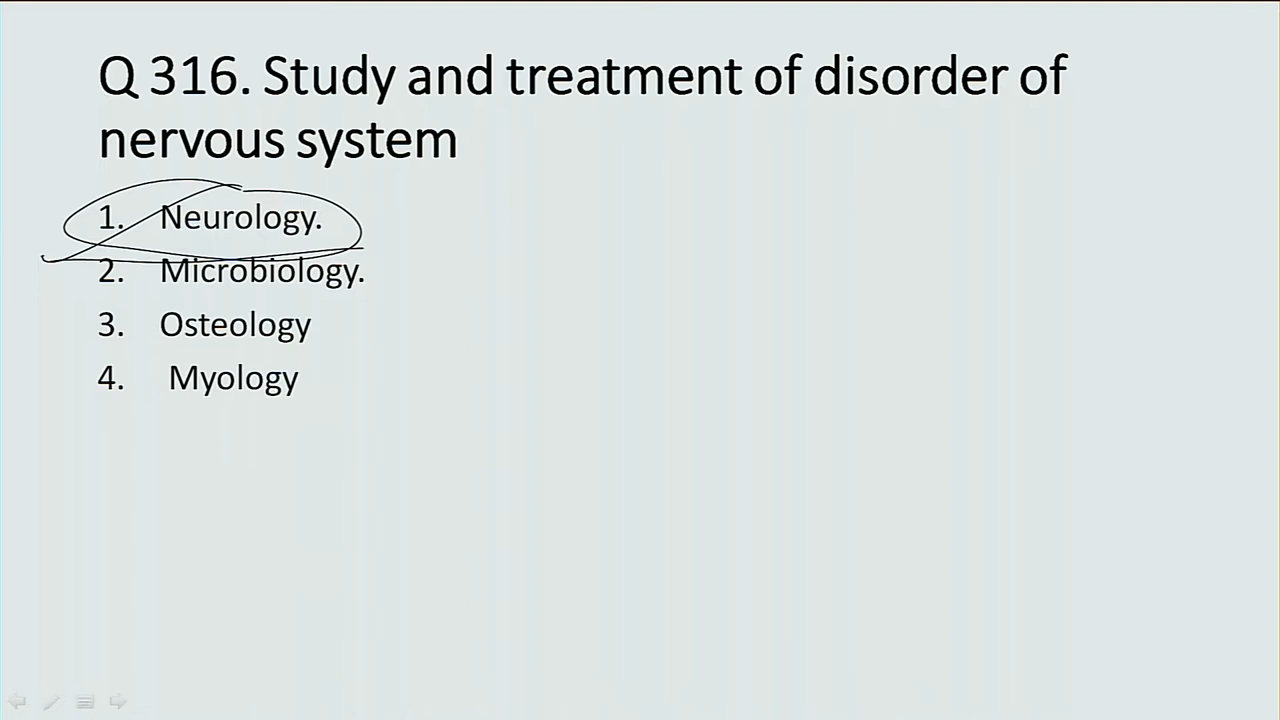 Q 316. Study and treatment of disorder of
nervous system
1. Neurology.
2. Microbiology.
3. Osteology
4. Myology